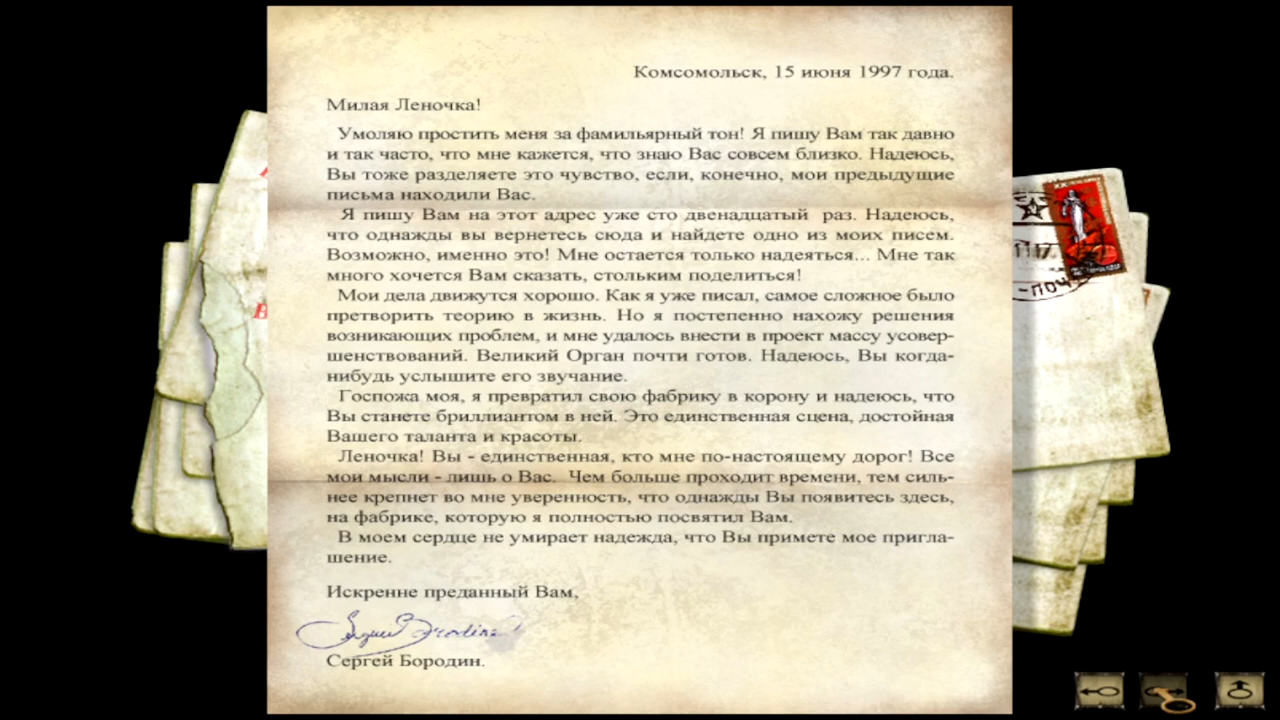 Комсомольск, 15 июня 1997 года.
Милая Леночка!
Умоляю простить меня за фамильярный тон! Я пишу Вам так давно
и так часто, что мне кажется, что знаю Вас совсем близко. Надеюсь,
Вы тоже разделяете это чувство, если, конечно, мои предыдущие
письма находили Вас.
Я пишу Вам на этот адрес уже сто двенадцатый раз. Надеюсь,
что однажды вы вернетесь сюда и найдете одно из моих писем.
Возможно, именно это! Мне остается только надеяться... Мне так
много хочется Вам сказать, стольким поделиться!
Мои дела движутся хорошо. Как я уже писал, самое сложное было
претворить теорию в жизнь. Но я постепенно нахожу решения
возникающих проблем, и мне удалось внести в проект массу усовер-
шенствований. Великий Орган почти готов. Надеюсь, Вы когда-
нибудь услышите его звучание.
Госпожа моя, я превратил свою фабрику в корону и надеюсь, что
Вы станете бриллиантом в ней. Это единственная сцена, достойная
Вашего таланта и красоты.
Леночка! Вы - единственная, кто мне по-настоящему дорог! Все
мои мысли - лишь о Вас. Чем больше проходит времени, тем силь-
нее крепнет во мне уверенность, что однажды Вы появитесь здесь,
на фабрике, которую я полностью посвятил Вам.
В моем сердце не умирает надежда, что Вы примете мое пригла-
шение.
Искренне преданный Вам,
Сергей Бородин.
-ПОЧ